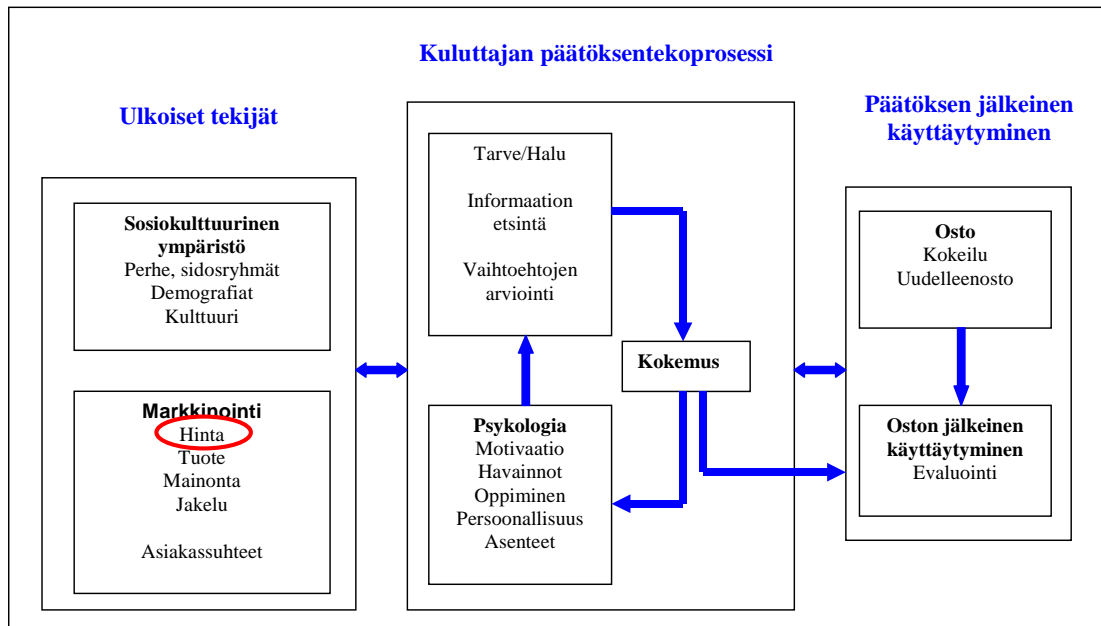 Kuluttajan päätöksentekoprosessi
Ulkoiset tekijät
Päätöksen jälkeinen
käyttäytyminen
Sosiokulttuurinen
ympäristö
Perhe, sidosryhmät
Demografiat
Kulttuuri
Markkinointi
Hinta
Tuote
Mainonta
Jakelu
Asiakassuhteet
Tarve/Halu
Informaation
etsintä
Vaihtoehtojen
arviointi
Kokemus
Psykologia
Motivaatio
Havainnot
Oppiminen
Persoonallisuus
Asenteet
Osto
Kokeilu
Uudelleenosto
Oston jälkeinen
käyttäytyminen
Evaluointi